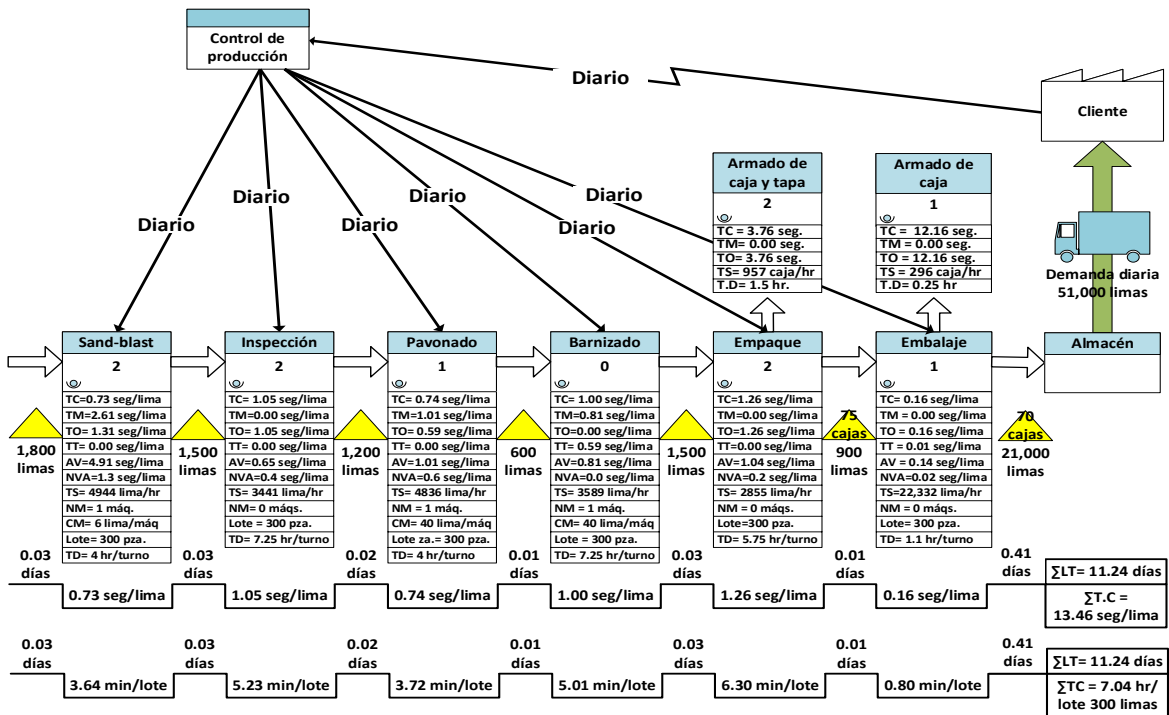 Control de
producción
Diario
Cliente
Diario
Diario
Diario
Diario
Diario
Diario
Armado de
caja y tapa
2
TC = 3.76 seg.
TM= 0.00 seg.
TO= 3.76 seg.
TS= 957 caja/hr
T.D= 1.5 hr.
Armado de
caja
1
TC = 12.16 seg.
TM = 0.00 seg.
TO= 12.16 seg.
TS = 296 caja/hr
T.D= 0.25 hr
Demanda diaria
51,000 limas
Sand-blast
2
TC=0.73 seg/lima
TM=2.61 seg/lima
TO= 1.31 seg/lima
TT= 0.00 seg/lima
AV=4.91 seg/lima
NVA=1.3 seg/lima
TS= 4944 lima/hr
NM= 1 máq.
CM= 6 lima/máq
Lote= 300 pza.
TD= 4 hr/turno
Inspección
2
TC= 1.05 seg/lima
TM=0.00 seg/lima
TO= 1.05 seg/lima
TT= 0.00 seg/lima
AV=0.65 seg/lima
NVA=0.4 seg/lima
TS= 3441 lima/hr
NM= 0 máqs.
Lote = 300 pza.
TD= 7.25 hr/turno
Pavonado
1
TC= 0.74 seg/lima
TM=1.01 seg/lima
TO= 0.59 seg/lima
TT= 0.00 seg/lima
AV=1.01 seg/lima
NVA=0.6 seg/lima
TS= 4836 lima/hr
NM= 1 máq.
CM= 40 lima/máq
Lote za.= 300 pza.
TD= 4 hr/turno
Barnizado
0
TC= 1.00 seg/lima
TM=0.81 seg/lima
TO=0.00 seg/lima
TT= 0.59 seg/lima
AV=0.81 seg/lima
NVA=0.0 seg/lima
TS= 3589 lima/hr
NM= 1 máq.
CM= 40 lima/máq
Lote = 300 pza.
TD= 7.25 hr/turno
Empaque
2
TC=1.26 seg/lima
TM=0.00 seg/lima
TO=1.26 seg/lima
TT=0.00 seg/lima
AV=1.04 seg/lima
NVA=0.2 seg/lima
TS= 2855 lima/hr
NM = 0 máqs.
Lote=300 pza.
TD= 5.75 hr/turno
Embalaje
1
TC= 0.16 seg/lima
TM = 0.00 seg/lima
TO = 0.16 seg/lima
TT = 0.01 seg/lima
AV = 0.14 seg/lima
NVA=0.02 seg/lima
TS=22,332 lima/hr
NM= 0 máqs.
Lote= 300 pza.
TD= 1.1 hr/turno
Almacén
1,800
limas
1,500
limas
1,200
limas
600
limas
1,500
limas
75
cajas
900
limas
70
cajas
21,000
limas
0.03
días
0.03
días
0.02
días
0.01
días
0.03
días
0.01
días
0.41
días
0.73 seg/lima
1.05 seg/lima
0.74 seg/lima
1.00 seg/lima
1.26 seg/lima
0.16 seg/lima
∑LT= 11.24 días
∑T.C =
13.46 seg/lima
0.03
días
0.03
días
0.02
días
0.01
días
0.03
días
0.01
días
0.41
días
3.64 min/lote
5.23 min/lote
3.72 min/lote
5.01 min/lote
6.30 min/lote
0.80 min/lote
∑LT= 11.24 días
∑TC = 7.04 hr/
lote 300 limas